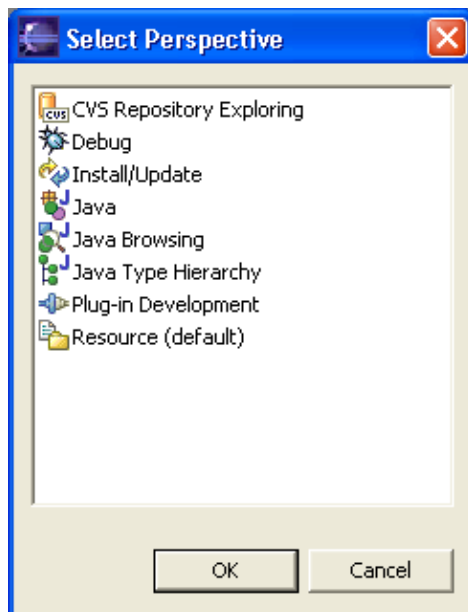 Select Perspective
CVS Repository Exploring
Debug
Install/Update
Java
Java Browsing
Java Type Hierarchy
Plug-in Development
Resource (default)
OK Cancel